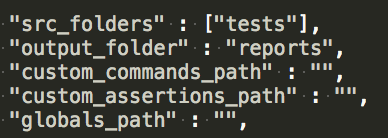 "src_folders" : ["tests"],
"output_folder" : "reports",
"custom_commands_path" : "",
"custom_assertions_path" : "",
"globals_path" : "",